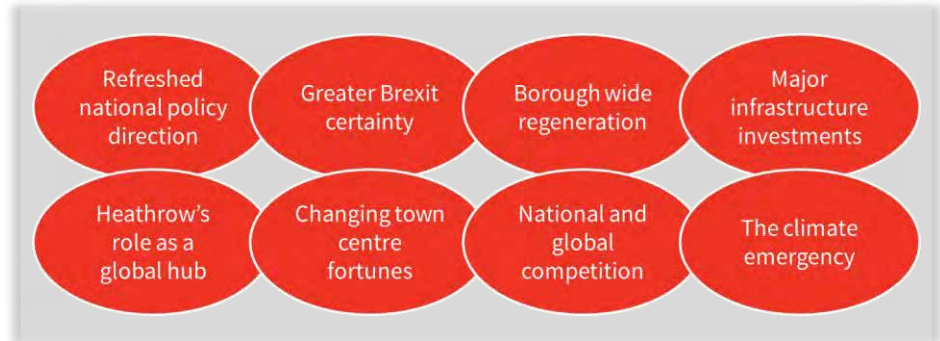 Refreshed
national policy
direction
Greater Brexit
certainty
Borough wide
regeneration
Major
infrastructure
investments
Heathrow's
role as a
global hub
Changing town
centre
fortunes
National and
global
competition
The climate
emergency